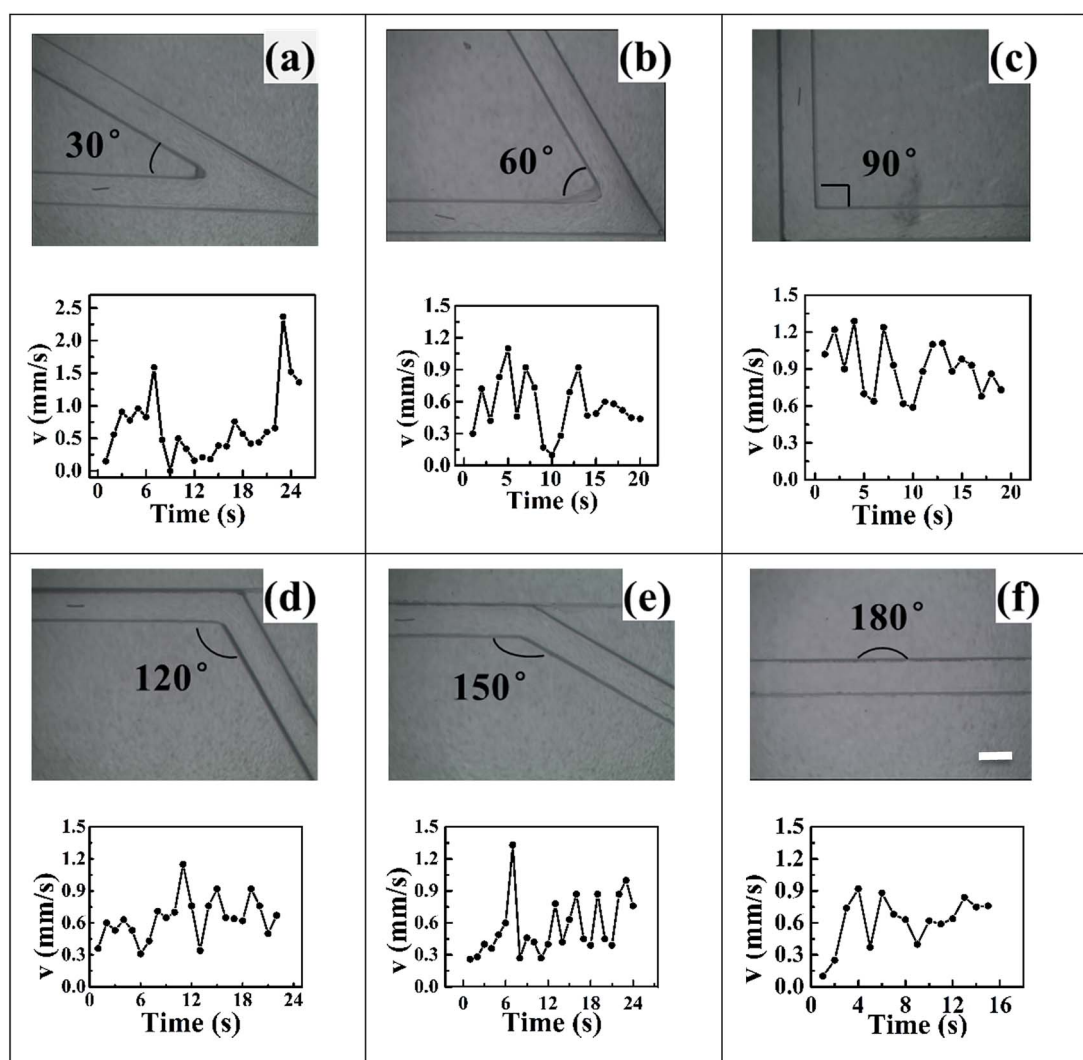 (a)
30°
v (mm/s)
2.5
2.0
1.5
1.0
0.5
0.0
0 6 12 18 24
Time (s)
(b)
60°
v (mm/s)
1.5
1.2
0.9
0.6
0.3
0.0
0 5 10 15 20
Time (s)
(c)
90°
v (mm/s)
1.5
1.2
0.9
0.6
0.3
0.0
0 5 10 15 20
Time (s)
(d)
120°
v (mm/s)
1.5
1.2
0.9
0.6
0.3
0.0
0 6 12 18 24
Time (s)
(e)
150°
v (mm/s)
1.5
1.2
0.9
0.6
0.3
0.0
0 6 12 18 24
Time (s)
(f)
180°
v (mm/s)
1.5
1.2
0.9
0.6
0.3
0.0
0 4 8 12 16
Time (s)